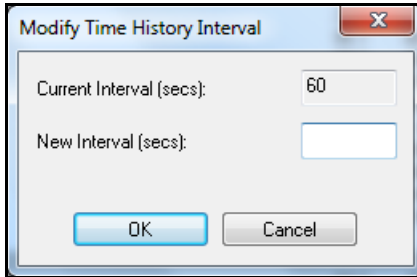 Modify Time History Interval
Current Interval (secs): 60
New Interval (secs):
OK Cancel